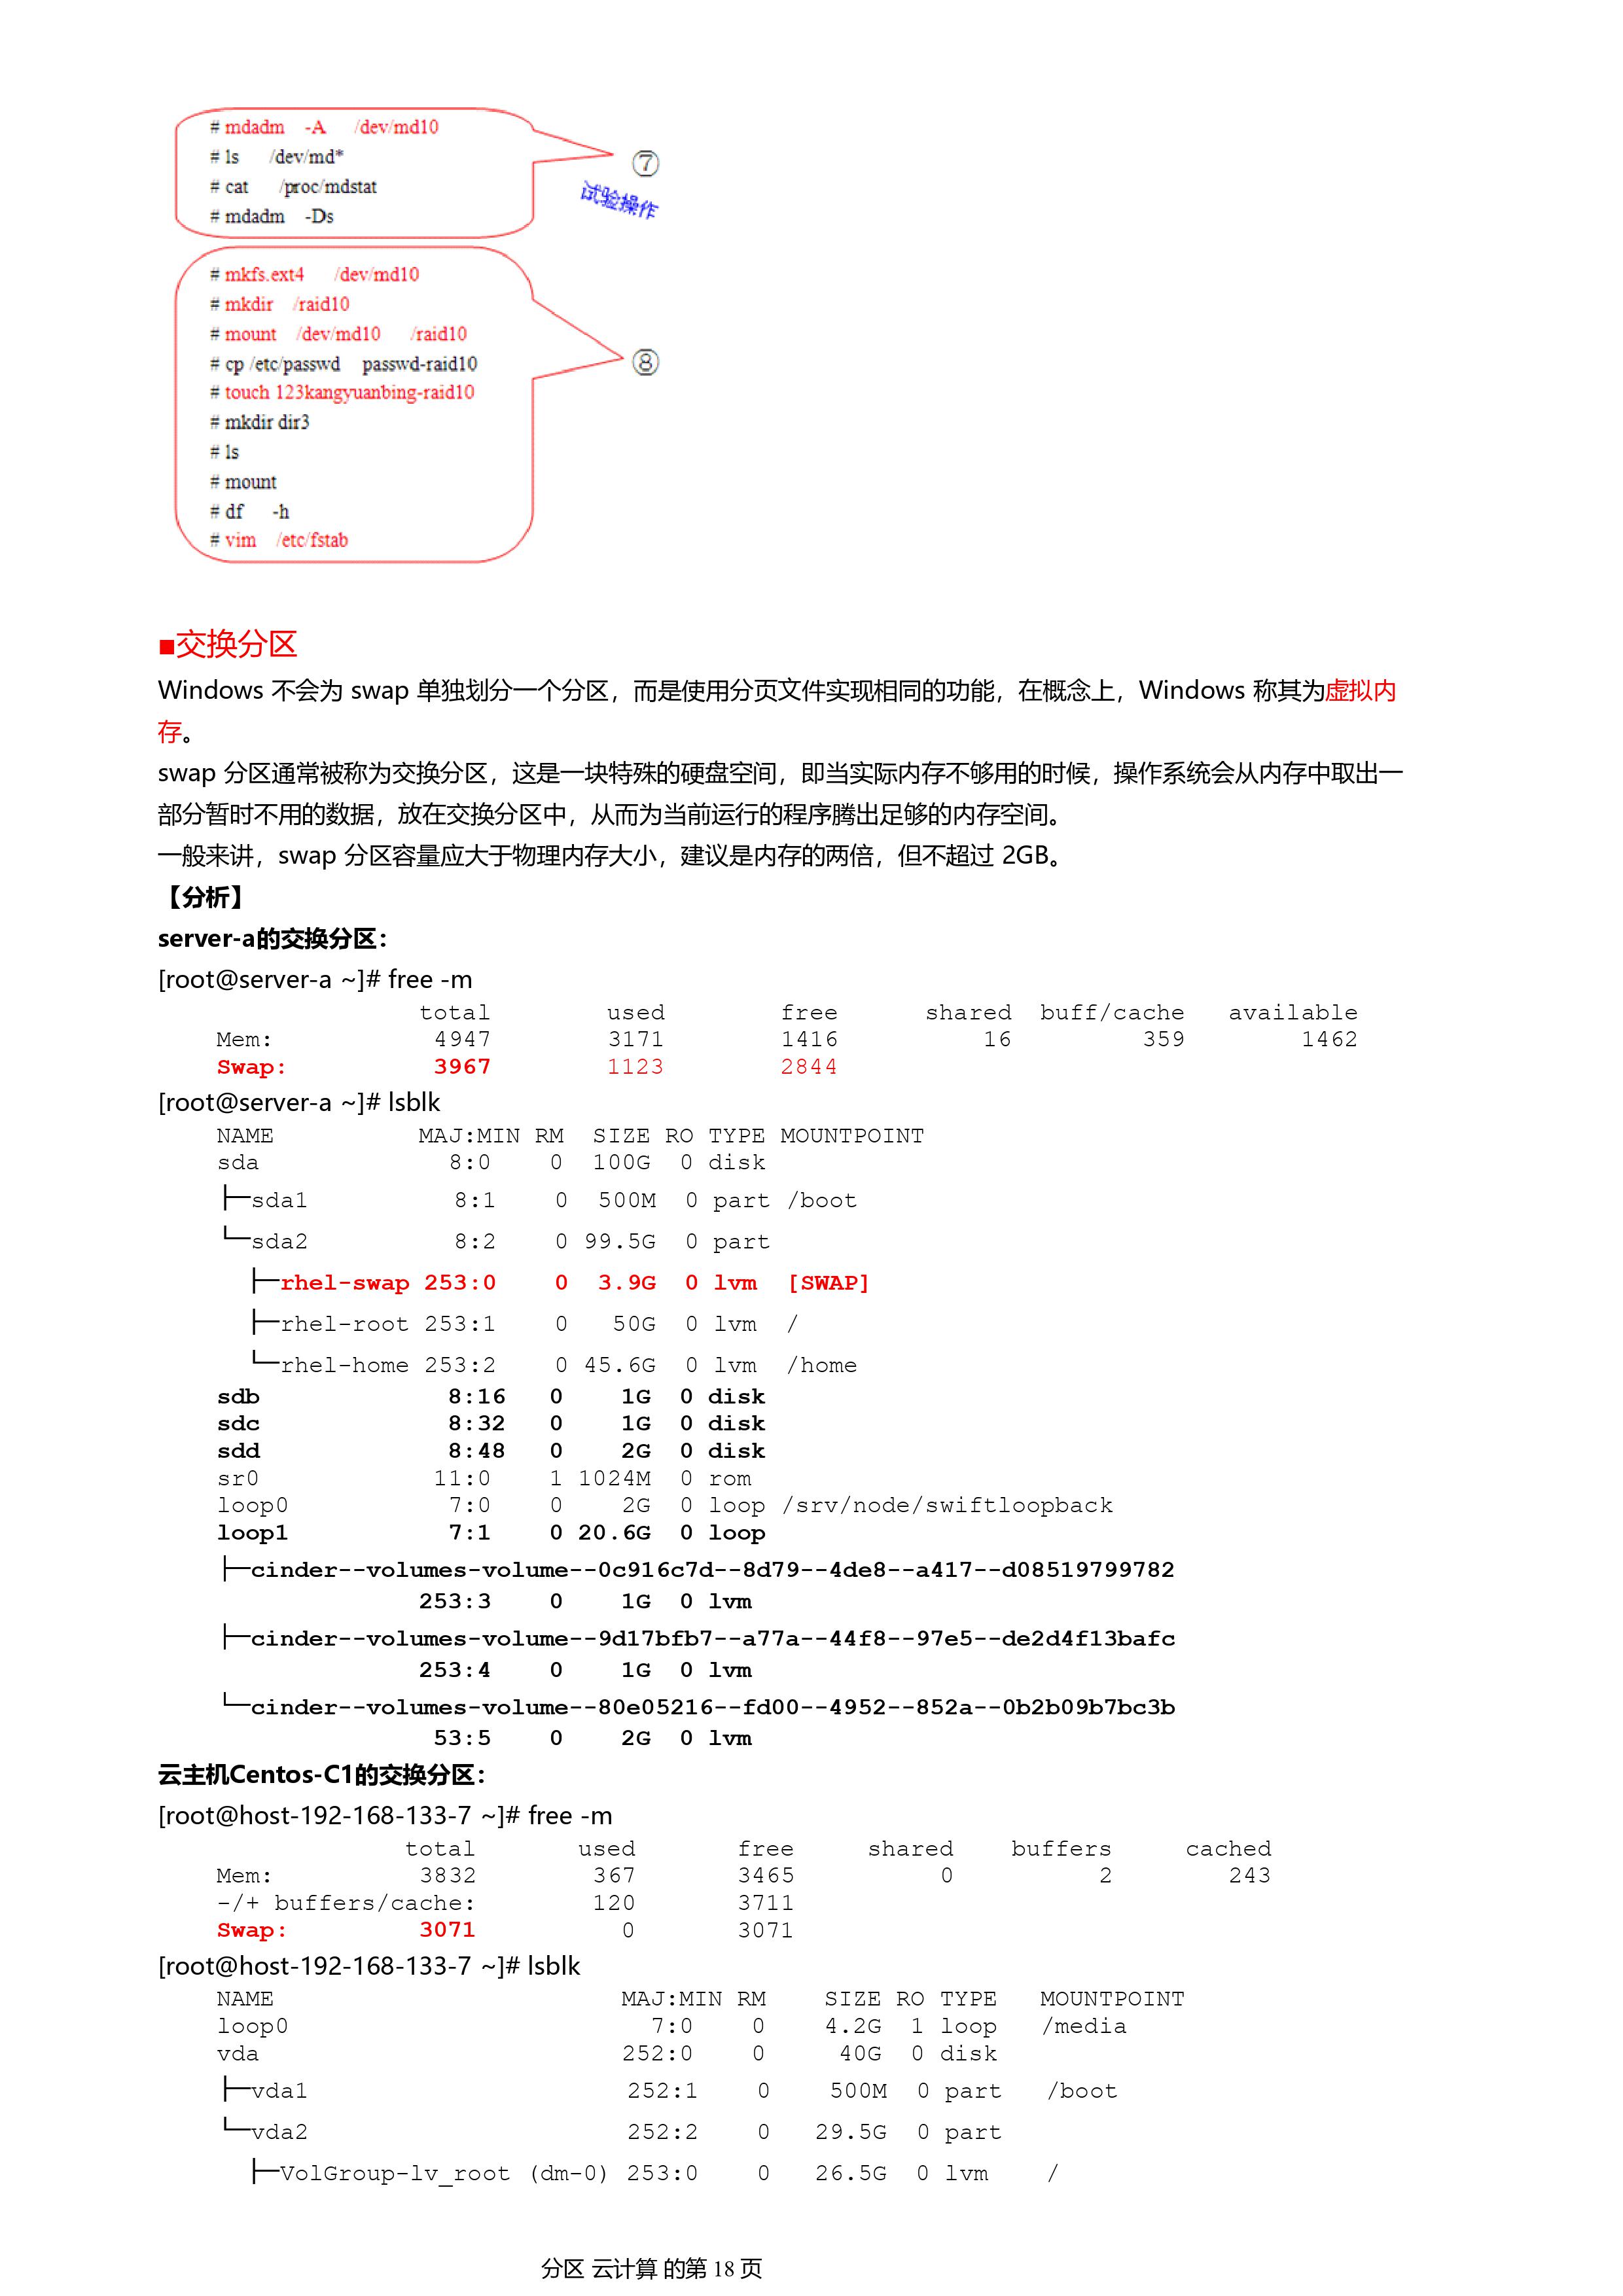 # mdadm -A /dev/md10
# ls /dev/md*
# cat /proc/mdstat
# mdadm -Ds
⑦
试验操作
# mkfs.ext4 /dev/md10
# mkdir /raid10
# mount /dev/md10 /raid10
# cp /etc/passwd passwd-raid10
# touch 123kangyuanbing-raid10
# mkdir dir3
# ls
# mount
# df -h
# vim /etc/fstab
⑧
■交换分区
Windows 不会为 swap 单独划分一个分区，而是使用分页文件实现相同的功能，在概念上，Windows 称其为虚拟内
存。
swap 分区通常被称为交换分区，这是一块特殊的硬盘空间，即当实际内存不够用的时候，操作系统会从内存中取出一
部分暂时不用的数据，放在交换分区中，从而为当前运行的程序腾出足够的内存空间。
一般来讲，swap 分区容量应大于物理内存大小，建议是内存的两倍，但不超过 2GB。
【分析】
server-a的交换分区：
[root@server-a ~]# free -m
total used free shared buff/cache available
Mem: 4947 3171 1416 16 359 1462
Swap: 3967 1123 2844
[root@server-a ~]# lsblk
NAME MAJ:MIN RM SIZE RO TYPE MOUNTPOINT
sda 8:0 0 100G 0 disk
├─sda1 8:1 0 500M 0 part /boot
└─sda2 8:2 0 99.5G 0 part
├─rhel-swap 253:0 0 3.9G 0 lvm [SWAP]
├─rhel-root 253:1 0 50G 0 lvm /
└─rhel-home 253:2 0 45.6G 0 lvm /home
sdb 8:16 0 1G 0 disk
sdc 8:32 0 1G 0 disk
sdd 8:48 0 2G 0 disk
sr0 11:0 1 1024M 0 rom
loop0 7:0 0 2G 0 loop /srv/node/swiftloopback
loop1 7:1 0 20.6G 0 loop
├─cinder--volumes-volume--0c916c7d--8d79--4de8--a417--d08519799782
253:3 0 1G 0 lvm
├─cinder--volumes-volume--9d17bfb7--a77a--44f8--97e5--de2d4f13bafc
253:4 0 1G 0 lvm
└─cinder--volumes-volume--80e05216--fd00--4952--852a--0b2b09b7bc3b
53:5 0 2G 0 lvm
云主机Centos-C1的交换分区：
[root@host-192-168-133-7 ~]# free -m
total used free shared buffers cached
Mem: 3832 367 3465 0 2 243
-/+ buffers/cache: 120 3711
Swap: 3071 0 3071
[root@host-192-168-133-7 ~]# lsblk
NAME MAJ:MIN RM SIZE RO TYPE MOUNTPOINT
loop0 7:0 0 4.2G 1 loop /media
vda 252:0 0 40G 0 disk
├─vda1 252:1 0 500M 0 part /boot
└─vda2 252:2 0 29.5G 0 part
├─VolGroup-lv_root (dm-0) 253:0 0 26.5G 0 lvm /
分区 云计算 的第 18 页